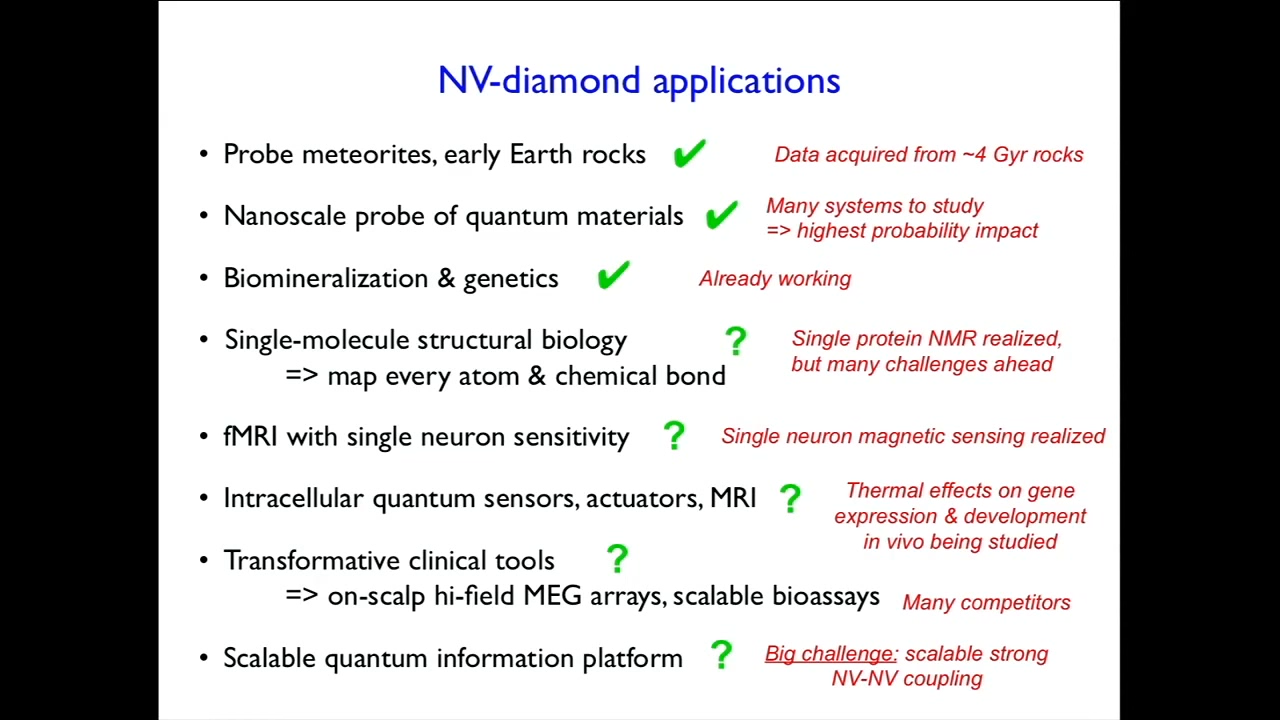 NV-diamond applications
• Probe meteorites, early Earth rocks ✔ Data acquired from ~4 Gyr rocks
• Nanoscale probe of quantum materials ✔ Many systems to study
=> highest probability impact
• Biomineralization & genetics ✔ Already working
• Single-molecule structural biology ? Single protein NMR realized,
=> map every atom & chemical bond but many challenges ahead
• fMRI with single neuron sensitivity ? Single neuron magnetic sensing realized
• Intracellular quantum sensors, actuators, MRI ? Thermal effects on gene
expression & development
in vivo being studied
• Transformative clinical tools ?
=> on-scalp hi-field MEG arrays, scalable bioassays Many competitors
• Scalable quantum information platform ? Big challenge: scalable strong
NV-NV coupling